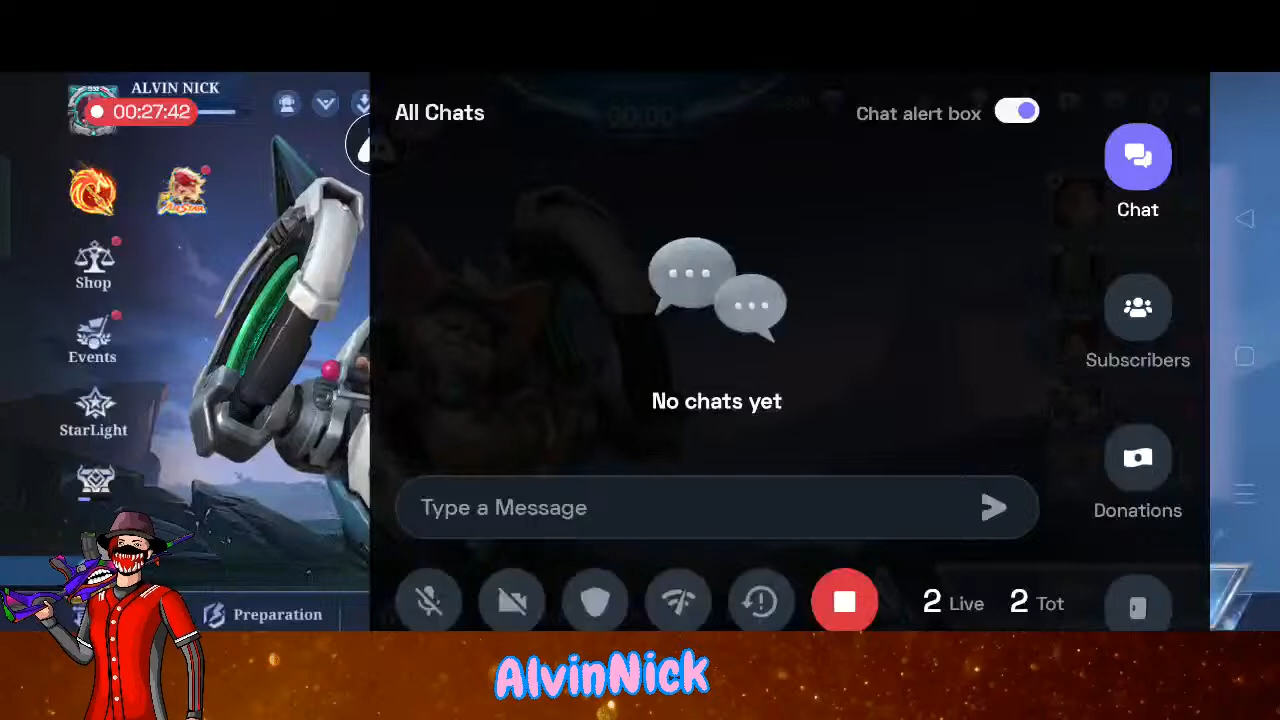 ALVIN NICK
00:27:42
All Chats
Chat alert box
Chat
ALLSTAR
Shop
Events
No chats yet
Subscribers
StarLight
Type a Message
Donations
2 Live 2 Tot
Preparation
AlvinNick